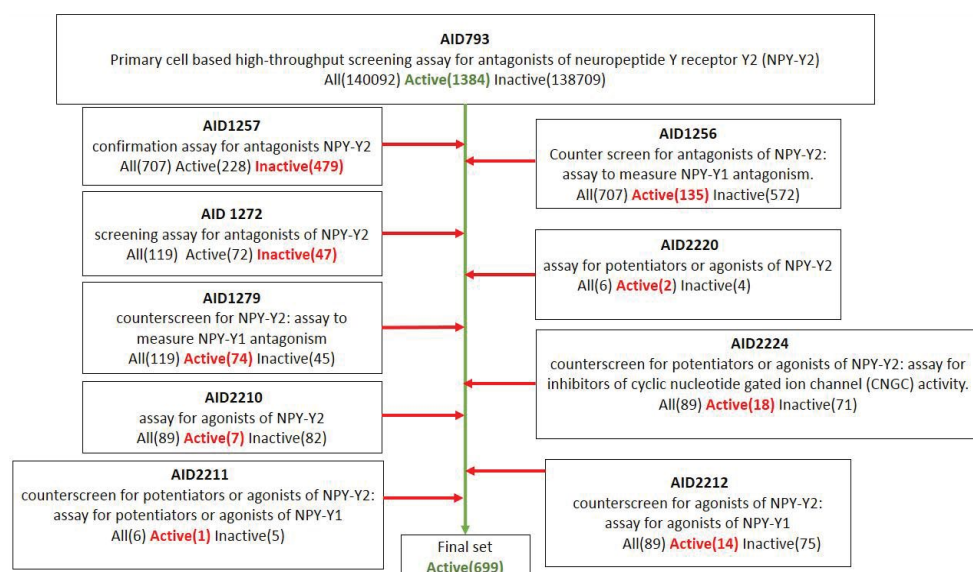 AID793
Primary cell based high-throughput screening assay for antagonists of neuropeptide Y receptor Y2 (NPY-Y2)
All(140092) Active(1384) Inactive(138709)
AID1257
confirmation assay for antagonists NPY-Y2
All(707) Active(228) Inactive(479)
AID1256
Counter screen for antagonists of NPY-Y2:
assay to measure NPY-Y1 antagonism.
All(707) Active(135) Inactive(572)
AID 1272
screening assay for antagonists of NPY-Y2
All(119) Active(72) Inactive(47)
AID2220
assay for potentiators or agonists of NPY-Y2
All(6) Active(2) Inactive(4)
AID1279
counterscreen for NPY-Y2: assay to
measure NPY-Y1 antagonism
All(119) Active(74) Inactive(45)
AID2224
counterscreen for potentiators or agonists of NPY-Y2: assay for
inhibitors of cyclic nucleotide gated ion channel (CNGC) activity.
All(89) Active(18) Inactive(71)
AID2210
assay for agonists of NPY-Y2
All(89) Active(7) Inactive(82)
AID2211
counterscreen for potentiators or agonists of NPY-Y2:
assay for potentiators or agonists of NPY-Y1
All(6) Active(1) Inactive(5)
AID2212
counterscreen for agonists of NPY-Y2:
assay for agonists of NPY-Y1
All(89) Active(14) Inactive(75)
Final set
Active(699)